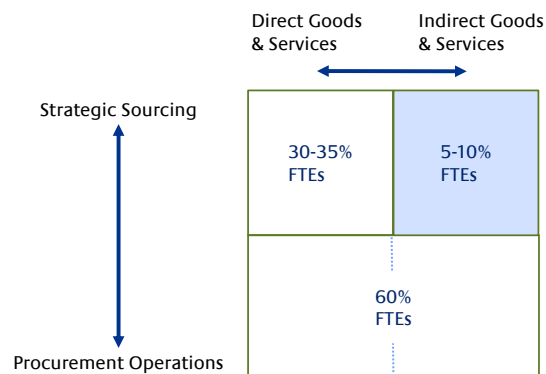 Direct Goods
& Services
Indirect Goods
& Services
Strategic Sourcing
30-35%
FTEs
5-10%
FTEs
60%
FTEs
Procurement Operations